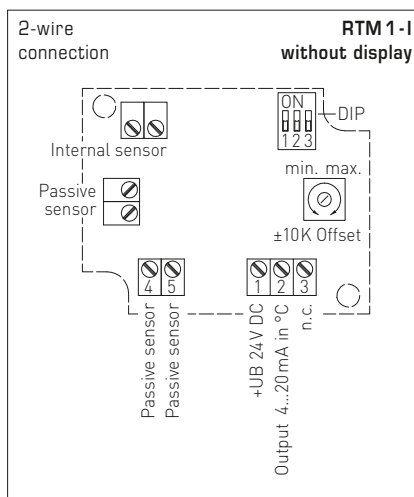 2-wire
connection
RTM 1 - I
without display
ON
1 2 3
DIP
Internal sensor
min. max.
Passive
sensor
±10K Offset
4 5
1 2 3
Passive sensor
Passive sensor
+UB 24V DC
Output 4...20mA in °C
n.c.